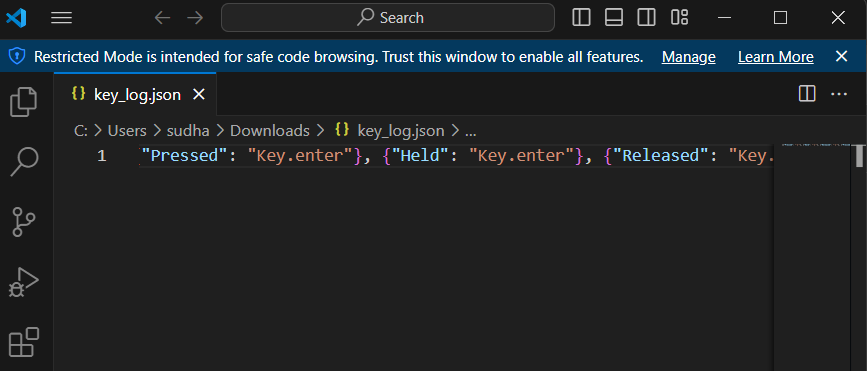 Search
Restricted Mode is intended for safe code browsing. Trust this window to enable all features. Manage Learn More
{} key_log.json
C: > Users > sudha > Downloads > {} key_log.json > ...
1 "Pressed": "Key.enter"}, {"Held": "Key.enter"}, {"Released": "Key.